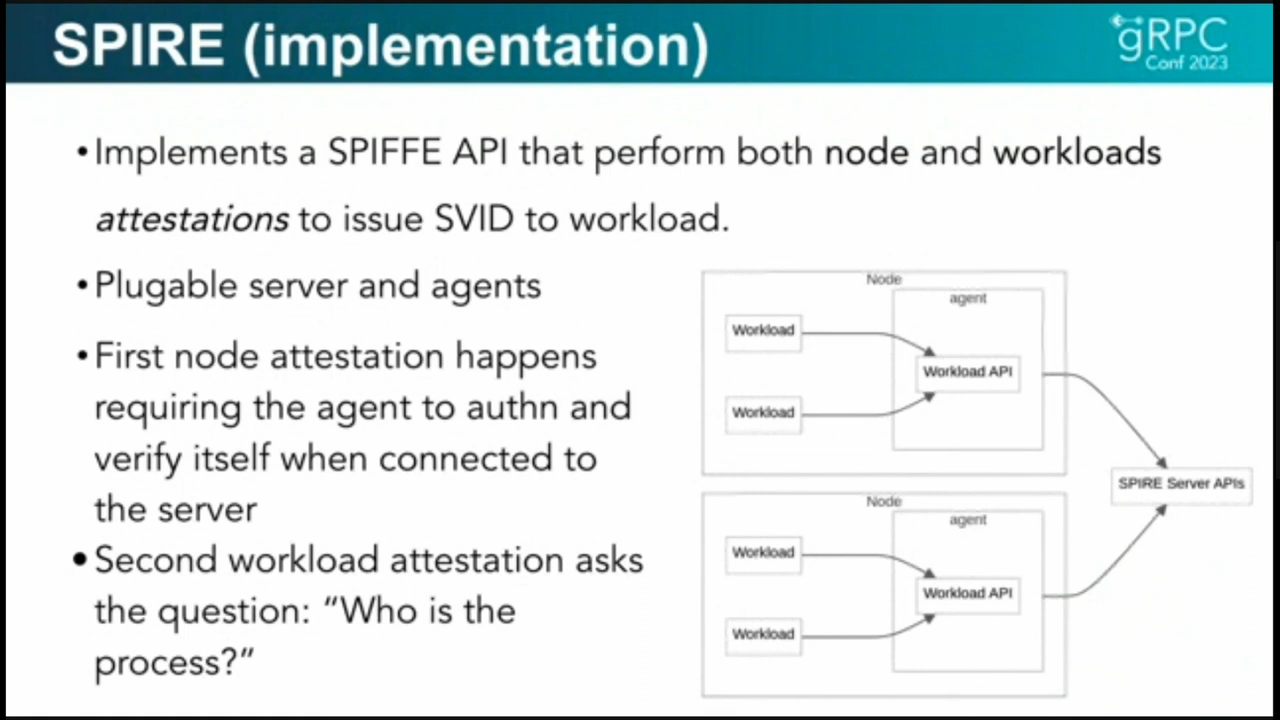 SPIRE (implementation)
gRPC
Conf 2023
•Implements a SPIFFE API that perform both node and workloads
attestations to issue SVID to workload.
•Plugable server and agents
•First node attestation happens
requiring the agent to authn and
verify itself when connected to
the server
•Second workload attestation asks
the question: “Who is the
process?”
Node
agent
Workload
Workload API
Workload
SPIRE Server APIs
Node
agent
Workload
Workload API
Workload